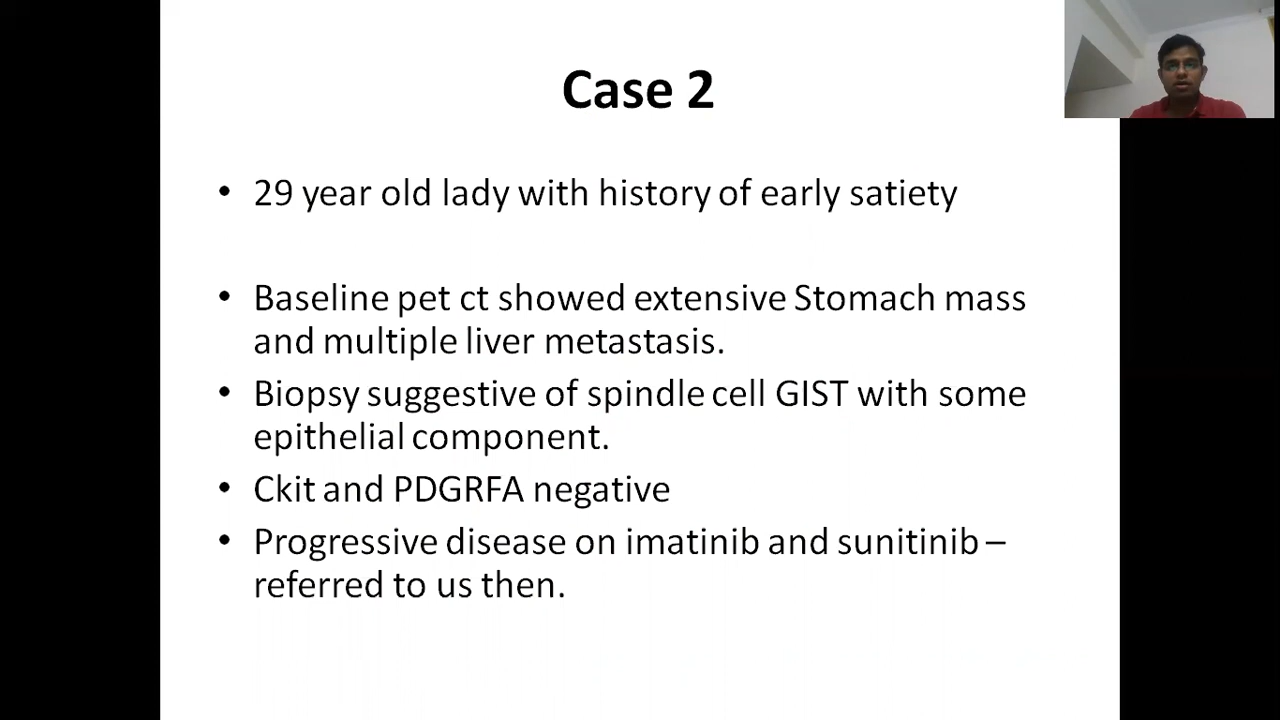 Case 2
• 29 year old lady with history of early satiety
• Baseline pet ct showed extensive Stomach mass
and multiple liver metastasis.
• Biopsy suggestive of spindle cell GIST with some
epithelial component.
• Ckit and PDGRFA negative
• Progressive disease on imatinib and sunitinib –
referred to us then.